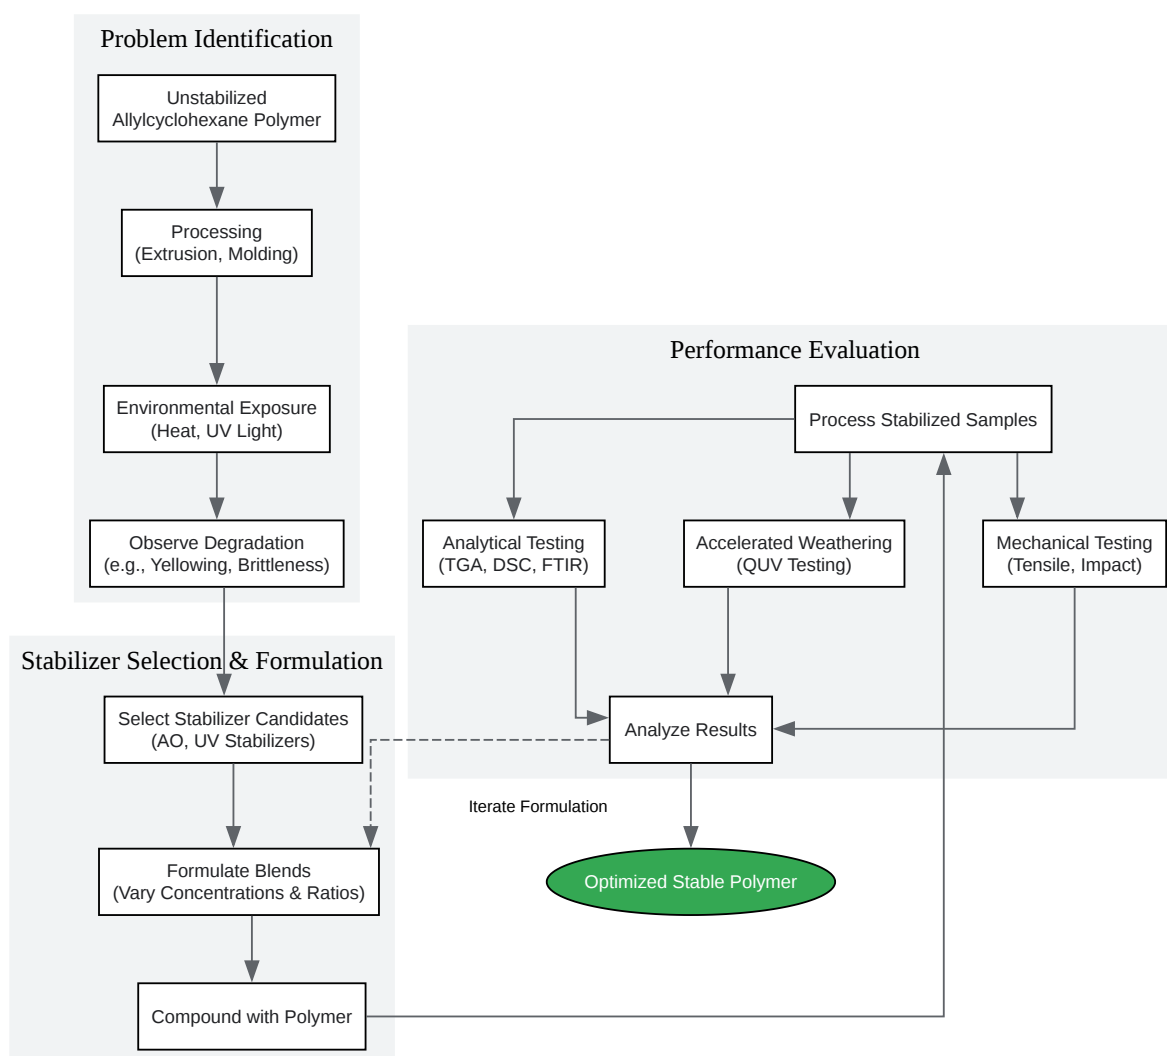 Problem Identification
Unstabilized
Allylcyclohexane Polymer
Processing
(Extrusion, Molding)
Environmental Exposure
(Heat, UV Light)
Observe Degradation
(e.g., Yellowing, Brittleness)
Stabilizer Selection & Formulation
Select Stabilizer Candidates
(AO, UV Stabilizers)
Formulate Blends
(Vary Concentrations & Ratios)
Compound with Polymer
Performance Evaluation
Process Stabilized Samples
Analytical Testing
(TGA, DSC, FTIR)
Accelerated Weathering
(QUV Testing)
Mechanical Testing
(Tensile, Impact)
Analyze Results
Iterate Formulation
Optimized Stable Polymer